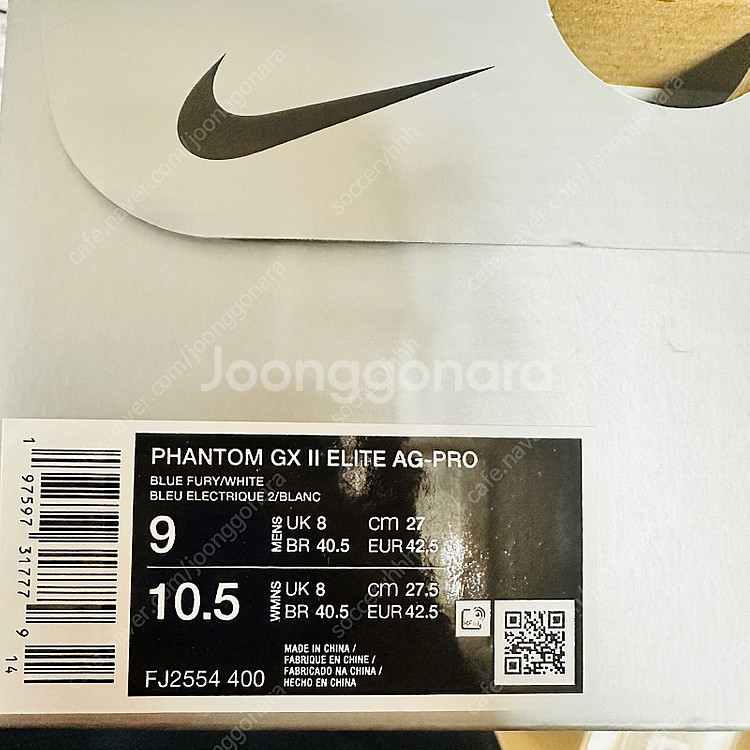 Joonggonara
PHANTOM GX II ELITE AG-PRO
BLUE FURY/WHITE
BLEU ELECTRIQUE 2/BLANC
9 MENS UK 8 cm 27
BR 40.5 EUR 42.5
10.5 WMNS UK 8 cm 27.5
BR 40.5 EUR 42.5
MADE IN CHINA /
FABRIQUE EN CHINE /
FABRICADO NA CHINA /
HECHO EN CHINA
FJ2554 400
1 97597 31777 9 14
cafe.naver.com/joonggonara
socceryhhh